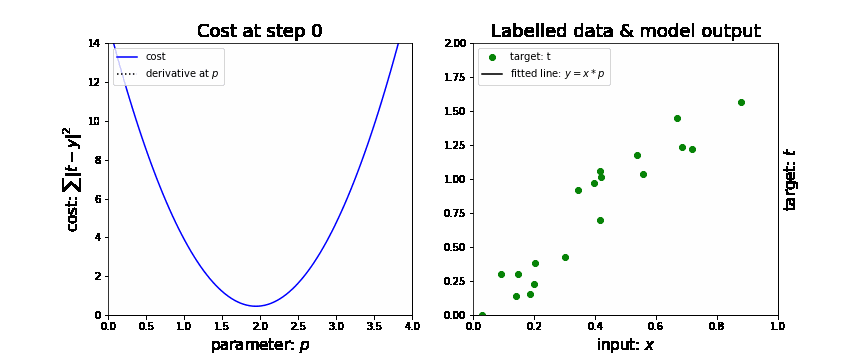 Cost at step 0
14
12
10
8
6
4
2
0
cost: ∑|t − y|²
cost
derivative at p
0.0 0.5 1.0 1.5 2.0 2.5 3.0 3.5 4.0
parameter: p
Labelled data & model output
2.00
1.75
1.50
1.25
1.00
0.75
0.50
0.25
0.00
target: t
fitted line: y = x * p
0.0 0.2 0.4 0.6 0.8 1.0
input: x
target: t